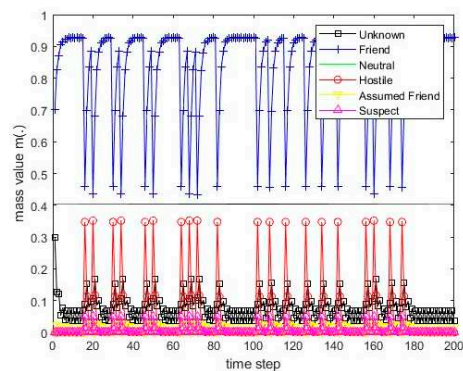 1
0.9
0.8
0.7
0.6
0.5
0.4
0.3
0.2
0.1
0
mass value m(.)
Unknown
Friend
Neutral
Hostile
Assumed Friend
Suspect
0 20 40 60 80 100 120 140 160 180 200
time step